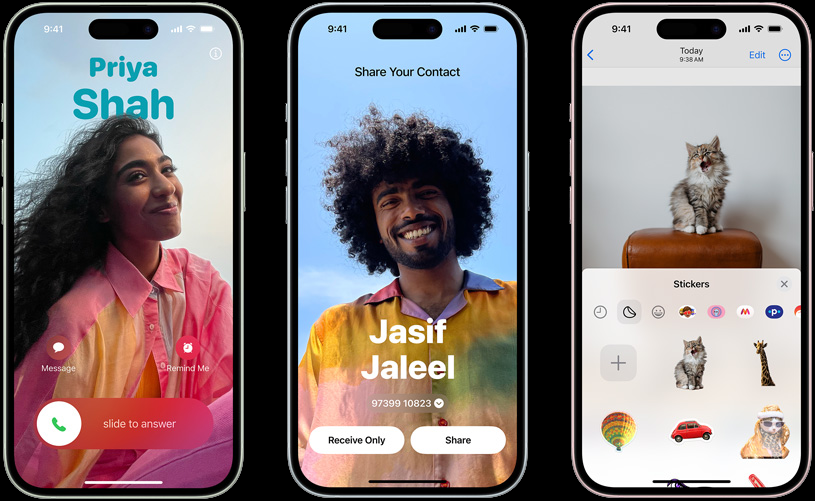 9:41
Priya
Shah
Message
Remind Me
slide to answer
9:41
Share Your Contact
Jasif
Jaleel
97399 10823
Receive Only
Share
9:41
Today
9:38 AM
Edit
Stickers